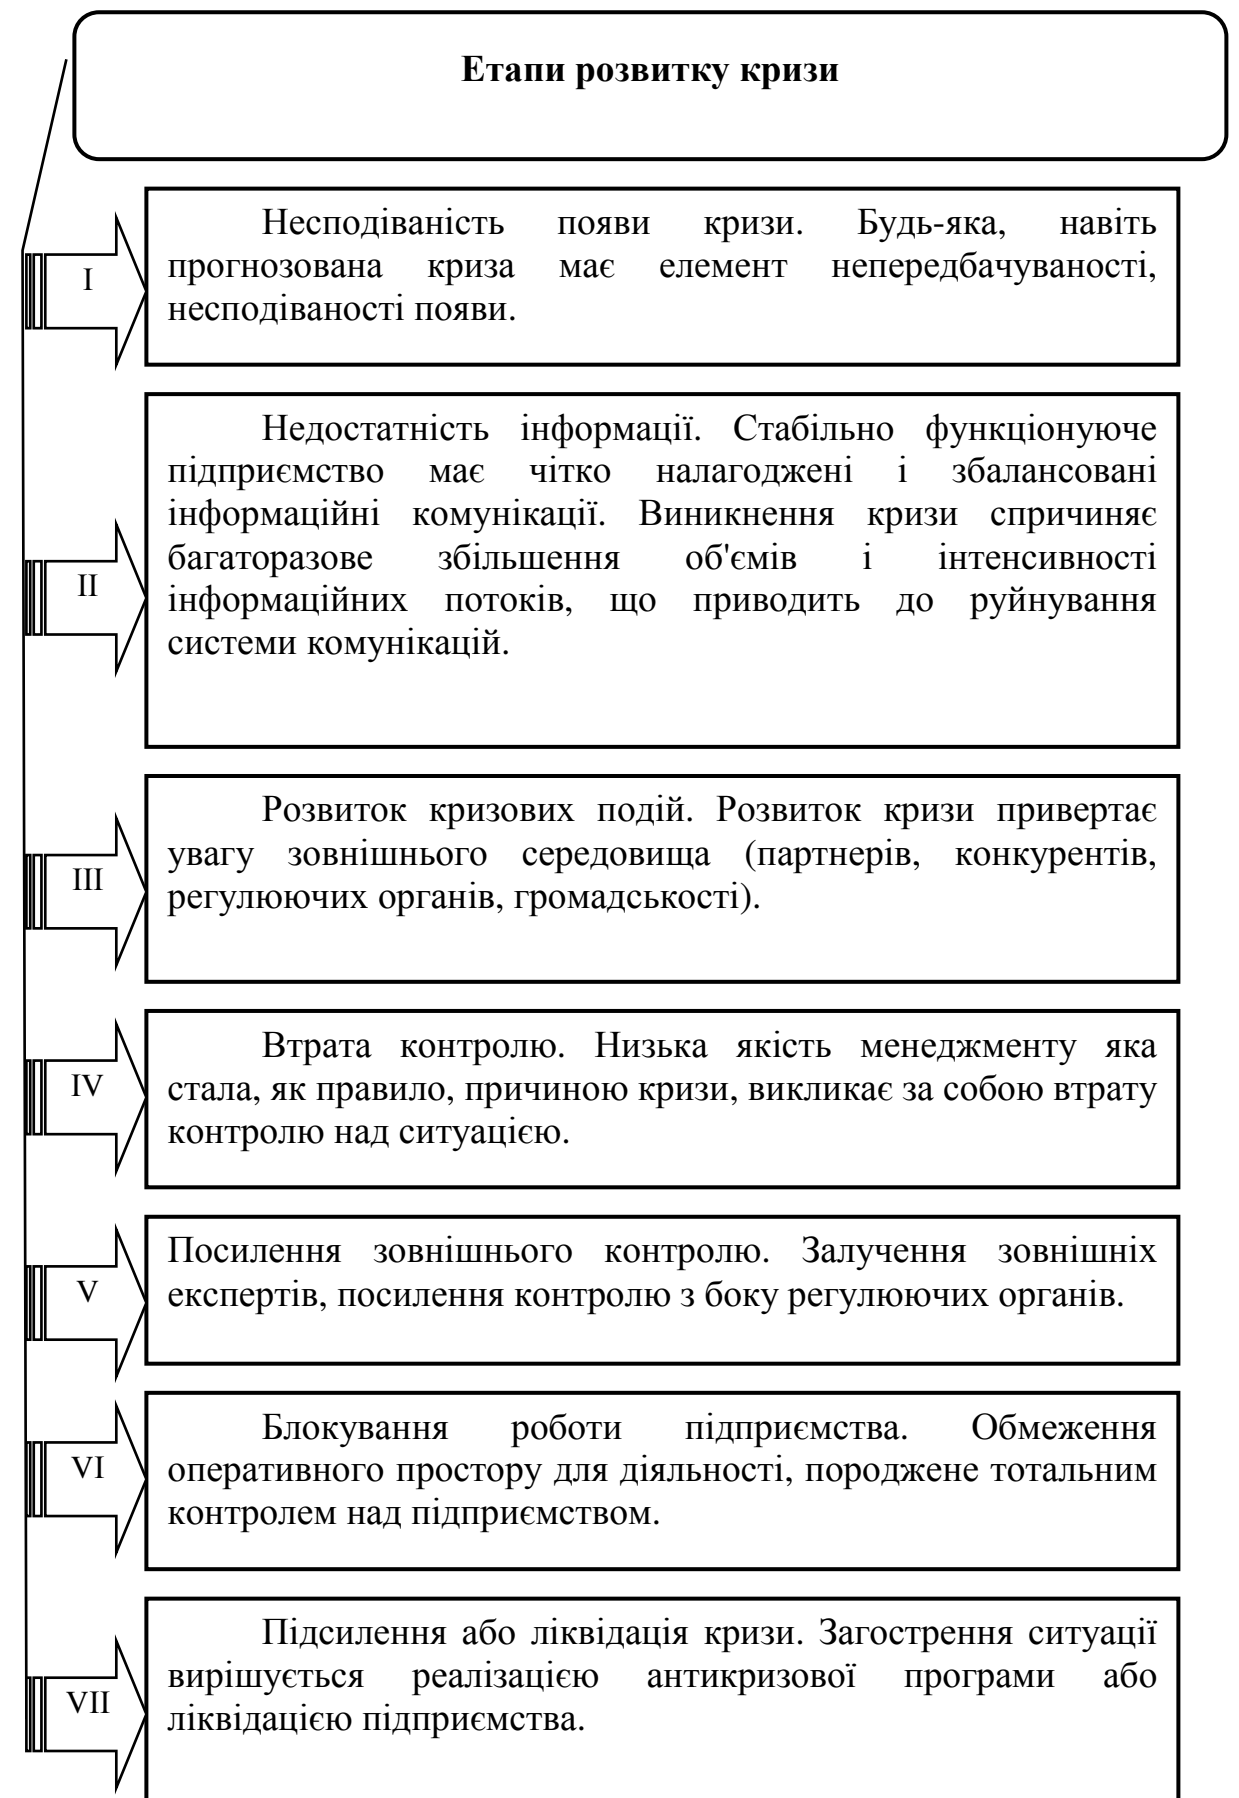 Етапи розвитку кризи
I
Несподіваність появи кризи. Будь-яка, навіть
прогнозована криза має елемент непередбачуваності,
несподіваності появи.
II
Недостатність інформації. Стабільно функціонуюче
підприємство має чітко налагоджені і збалансовані
інформаційні комунікації. Виникнення кризи спричиняє
багаторазове збільшення об'ємів і інтенсивності
інформаційних потоків, що приводить до руйнування
системи комунікацій.
III
Розвиток кризових подій. Розвиток кризи привертає
увагу зовнішнього середовища (партнерів, конкурентів,
регулюючих органів, громадськості).
IV
Втрата контролю. Низька якість менеджменту яка
стала, як правило, причиною кризи, викликає за собою втрату
контролю над ситуацією.
V
Посилення зовнішнього контролю. Залучення зовнішніх
експертів, посилення контролю з боку регулюючих органів.
VI
Блокування роботи підприємства. Обмеження
оперативного простору для діяльності, породжене тотальним
контролем над підприємством.
VII
Підсилення або ліквідація кризи. Загострення ситуації
вирішується реалізацією антикризової програми або
ліквідацією підприємства.